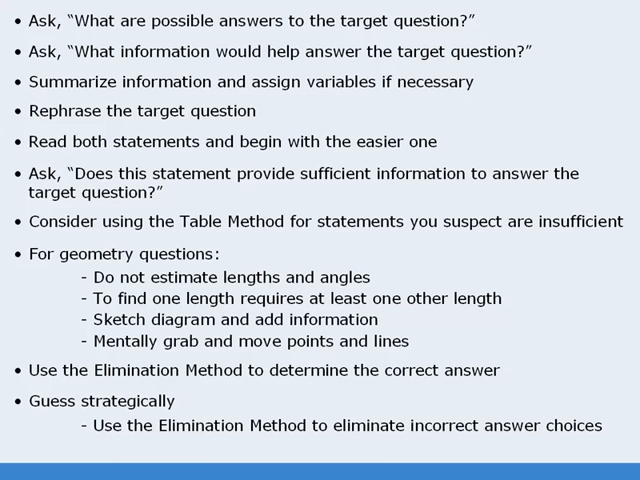 • Ask, “What are possible answers to the target question?”
• Ask, “What information would help answer the target question?”
• Summarize information and assign variables if necessary
• Rephrase the target question
• Read both statements and begin with the easier one
• Ask, “Does this statement provide sufficient information to answer the
target question?”
• Consider using the Table Method for statements you suspect are insufficient
• For geometry questions:
- Do not estimate lengths and angles
- To find one length requires at least one other length
- Sketch diagram and add information
- Mentally grab and move points and lines
• Use the Elimination Method to determine the correct answer
• Guess strategically
- Use the Elimination Method to eliminate incorrect answer choices